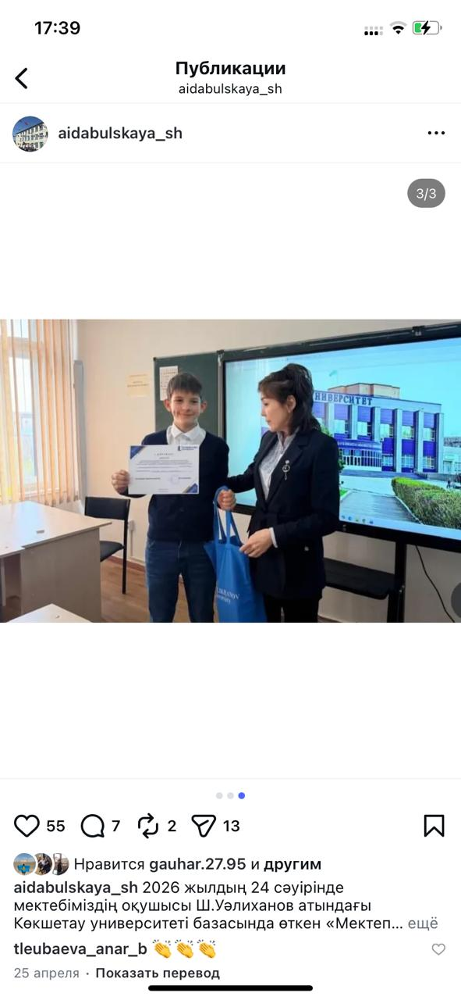 17:39
Публикации
aidabulskaya_sh
aidabulskaya_sh
3/3
НИВЕРСИТЕТ
55
7
2
13
Нравится gauhar.27.95 и другим
aidabulskaya_sh 2026 жылдың 24 сәуірінде
мектебіміздің оқушысы Ш.Уәлиханов атындағы
Көкшетау университеті базасында өткен «Мектеп... ещё
tleubaeva_anar_b 👏👏👏
25 апреля · Показать перевод